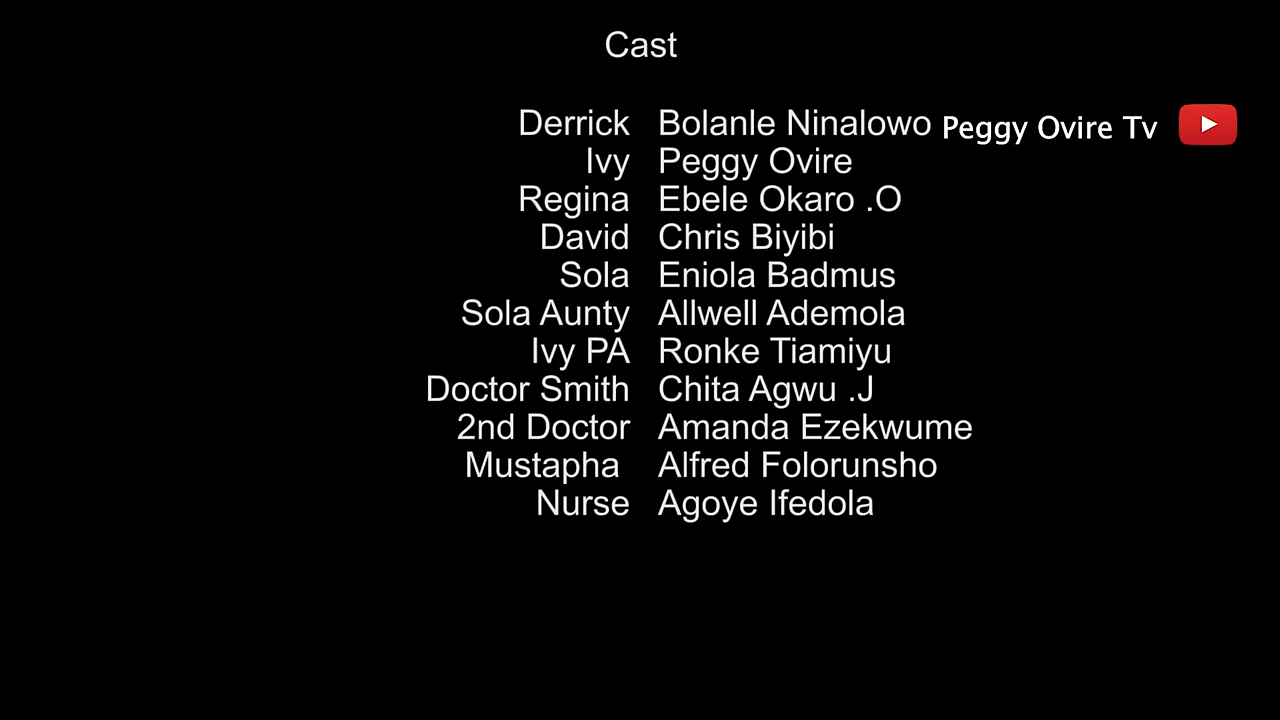 Cast
Derrick Bolanle Ninalowo
Peggy Ovire Tv
Ivy Peggy Ovire
Regina Ebele Okaro .O
David Chris Biyibi
Sola Eniola Badmus
Sola Aunty Allwell Ademola
Ivy PA Ronke Tiamiyu
Doctor Smith Chita Agwu .J
2nd Doctor Amanda Ezekwume
Mustapha Alfred Folorunsho
Nurse Agoye Ifedola